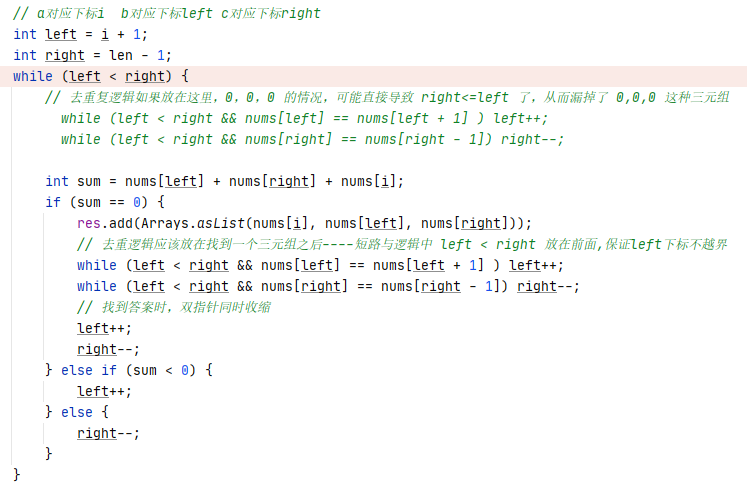 // a对应下标i  b对应下标left c对应下标right
int left = i + 1;
int right = len - 1;
while (left < right) {
    // 去重复逻辑如果放在这里，0，0，0 的情况，可能直接导致 right<=left 了，从而漏掉了 0,0,0 这种三元组
      while (left < right && nums[left] == nums[left + 1] ) left++;
      while (left < right && nums[right] == nums[right - 1]) right--;
    int sum = nums[left] + nums[right] + nums[i];
    if (sum == 0) {
        res.add(Arrays.asList(nums[i], nums[left], nums[right]));
        // 去重逻辑应该放在找到一个三元组之后----短路与逻辑中 left < right 放在前面,保证left下标不越界
        while (left < right && nums[left] == nums[left + 1] ) left++;
        while (left < right && nums[right] == nums[right - 1]) right--;
        // 找到答案时，双指针同时收缩
        left++;
        right--;
    } else if (sum < 0) {
        left++;
    } else {
        right--;
    }
}